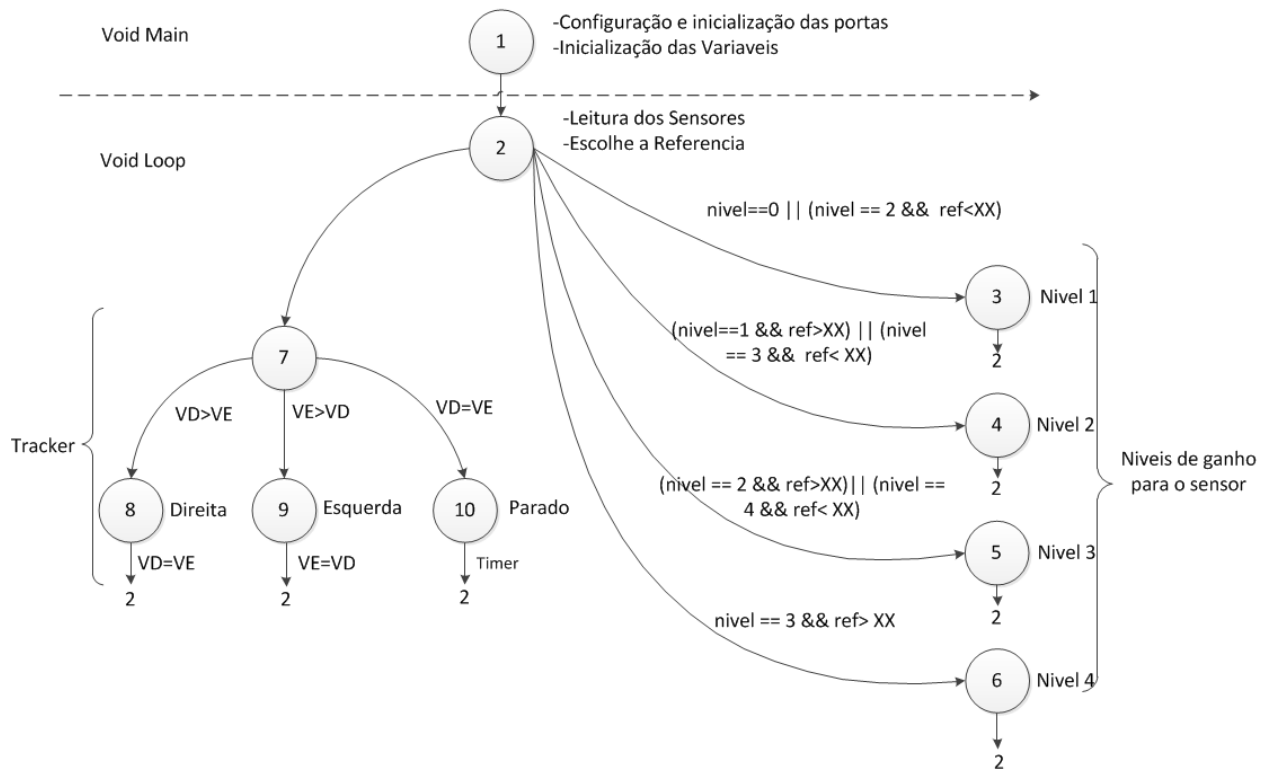 Void Main
1
-Configuração e inicialização das portas
-Inicialização das Variaveis
Void Loop
2
-Leitura dos Sensores
-Escolhe a Referencia
nivel==0 || (nivel == 2 && ref<XX)
3
Nivel 1
2
(nivel==1 && ref>XX) || (nivel
== 3 && ref< XX)
4
Nivel 2
2
(nivel == 2 && ref>XX)|| (nivel ==
4 && ref< XX)
5
Nivel 3
2
nivel == 3 && ref> XX
6
Nivel 4
2
Niveis de ganho
para o sensor
7
VD>VE
VE>VD
VD=VE
Tracker
8
Direita
9
Esquerda
10
Parado
VD=VE
VE=VD
Timer
2
2
2